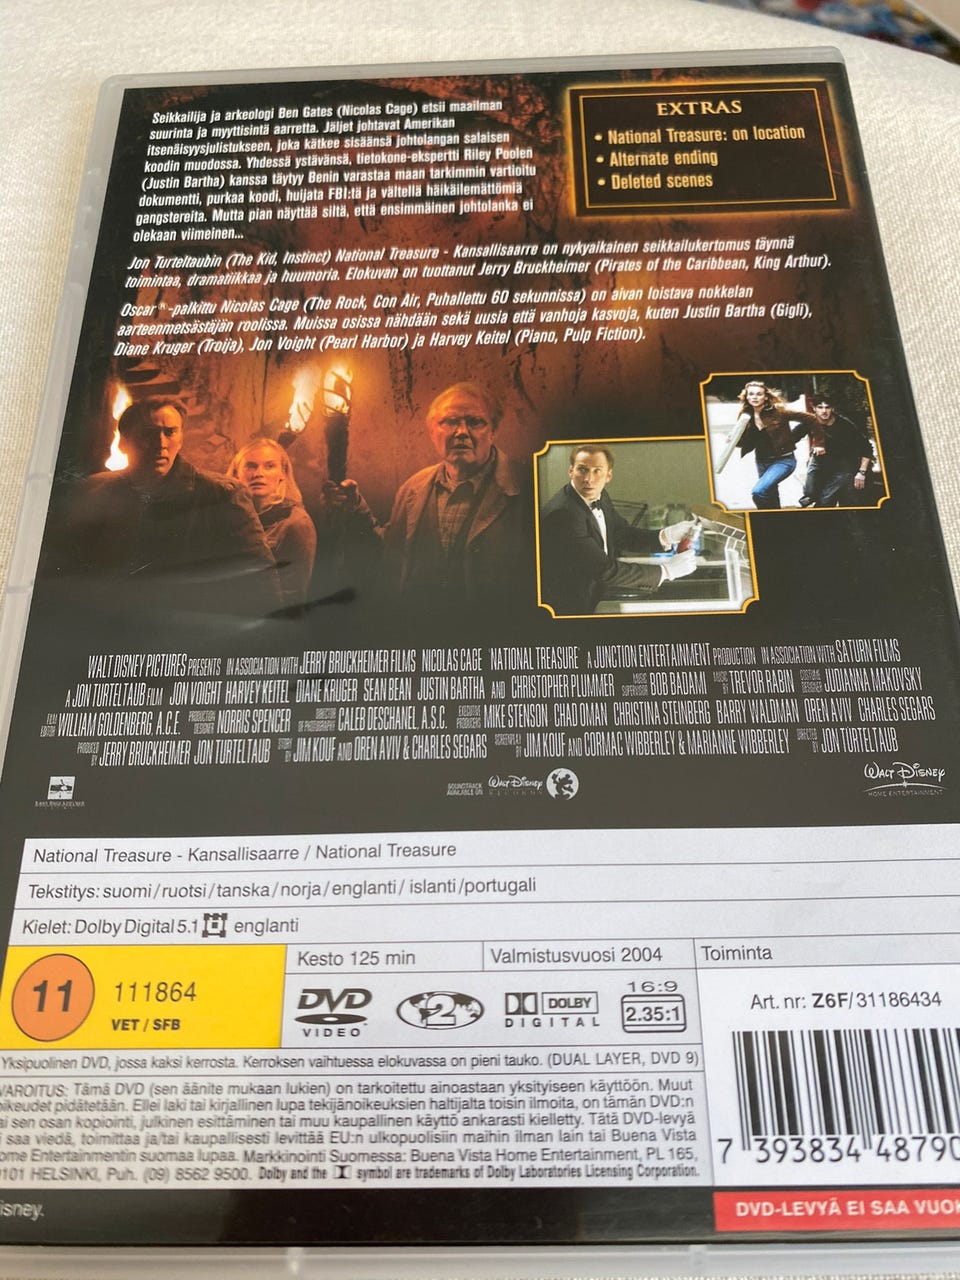 Seikkailija ja arkeologi Ben Gates (Nicolas Cage) etsii maailman
suurinta ja myyttisintä aarretta. Jäljet johtavat Amerikan
itsenäisyysjulistukseen, joka kätkee sisäänsä johtolangan salaisen
koodin muodossa. Yhdessä ystävänsä, tietokone-ekspertti Riley Poolen
(Justin Bartha) kanssa täytyy Benin varastaa maan tarkimmin vartioitu
dokumentti, purkaa koodi, huijata FBI:tä ja vältellä häikäilemättömiä
gangstereita. Mutta pian näyttää siltä, että ensimmäinen johtolanka ei
olekaan viimeinen...
EXTRAS
• National Treasure: on location
• Alternate ending
• Deleted scenes
Jon Turteltaubin (The Kid, Instinct) National Treasure - Kansallisaarre on nykyaikainen seikkailukertomus täynnä
toimintaa, dramatiikkaa ja huumoria. Elokuvan on tuottanut Jerry Bruckheimer (Pirates of the Caribbean, King Arthur).
Oscar®-palkittu Nicolas Cage (The Rock, Con Air, Puhallettu 60 sekunnissa) on aivan loistava nokkelan
aarteenmetsästäjän roolissa. Muissa osissa nähdään sekä uusia että vanhoja kasvoja, kuten Justin Bartha (Gigli),
Diane Kruger (Troija), Jon Voight (Pearl Harbor) ja Harvey Keitel (Piano, Pulp Fiction).
WALT DISNEY PICTURES PRESENTS IN ASSOCIATION WITH JERRY BRUCKHEIMER FILMS NICOLAS CAGE "NATIONAL TREASURE" A JUNCTION ENTERTAINMENT PRODUCTION IN ASSOCIATION WITH SATURN FILMS
A JON TURTELTAUB FILM JON VOIGHT HARVEY KEITEL DIANE KRUGER SEAN BEAN JUSTIN BARTHA AND CHRISTOPHER PLUMMER MUSIC SUPERVISOR BOB BADAMI MUSIC BY TREVOR RABIN COSTUME DESIGNER JUDIANNA MAKOVSKY
FILM EDITOR WILLIAM GOLDENBERG, A.C.E. PRODUCTION DESIGNER NORRIS SPENCER DIRECTOR OF PHOTOGRAPHY CALEB DESCHANEL, A.S.C. EXECUTIVE PRODUCERS MIKE STENSON CHAD OMAN CHRISTINA STEINBERG BARRY WALDMAN OREN AVIV CHARLES SEGARS
PRODUCED BY JERRY BRUCKHEIMER JON TURTELTAUB STORY BY JIM KOUF AND OREN AVIV & CHARLES SEGARS SCREENPLAY BY JIM KOUF AND CORMAC WIBBERLEY & MARIANNE WIBBERLEY DIRECTED BY JON TURTELTAUB
SOUNDTRACK AVAILABLE ON WALT DISNEY RECORDS
WALT DISNEY
HOME ENTERTAINMENT
National Treasure - Kansallisaarre / National Treasure
Tekstitys: suomi/ruotsi/tanska/norja/englanti/islanti/portugali
Kielet: Dolby Digital 5.1 englanti
11
111864
VET / SFB
Kesto 125 min
Valmistusvuosi 2004
Toiminta
DVD
VIDEO
2
DOLBY
DIGITAL
16:9
2.35:1
Art. nr: Z6F/31186434
Yksipuolinen DVD, jossa kaksi kerrosta. Kerroksen vaihtuessa elokuvassa on pieni tauko. (DUAL LAYER, DVD 9)
VAROITUS: Tämä DVD (sen äänite mukaan lukien) on tarkoitettu ainoastaan yksityiseen käyttöön. Muut
oikeudet pidätetään. Ellei laki tai kirjallinen lupa tekijänoikeuksien haltijalta toisin ilmoita, on tämän DVD:n
ai sen osan kopiointi, julkinen esittäminen tai muu kaupallinen käyttö ankarasti kielletty. Tätä DVD-levyä
i saa viedä, toimittaa ja/tai kaupallisesti levittää EU:n ulkopuolisiin maihin ilman lain tai Buena Vista
ome Entertainmentin suomaa lupaa. Markkinointi Suomessa: Buena Vista Home Entertainment, PL 165,
101 HELSINKI, Puh. (09) 8562 9500. Dolby and the symbol are trademarks of Dolby Laboratories Licensing Corporation.
7 393834 48790
isney.
DVD-LEVYÄ EI SAA VUOK